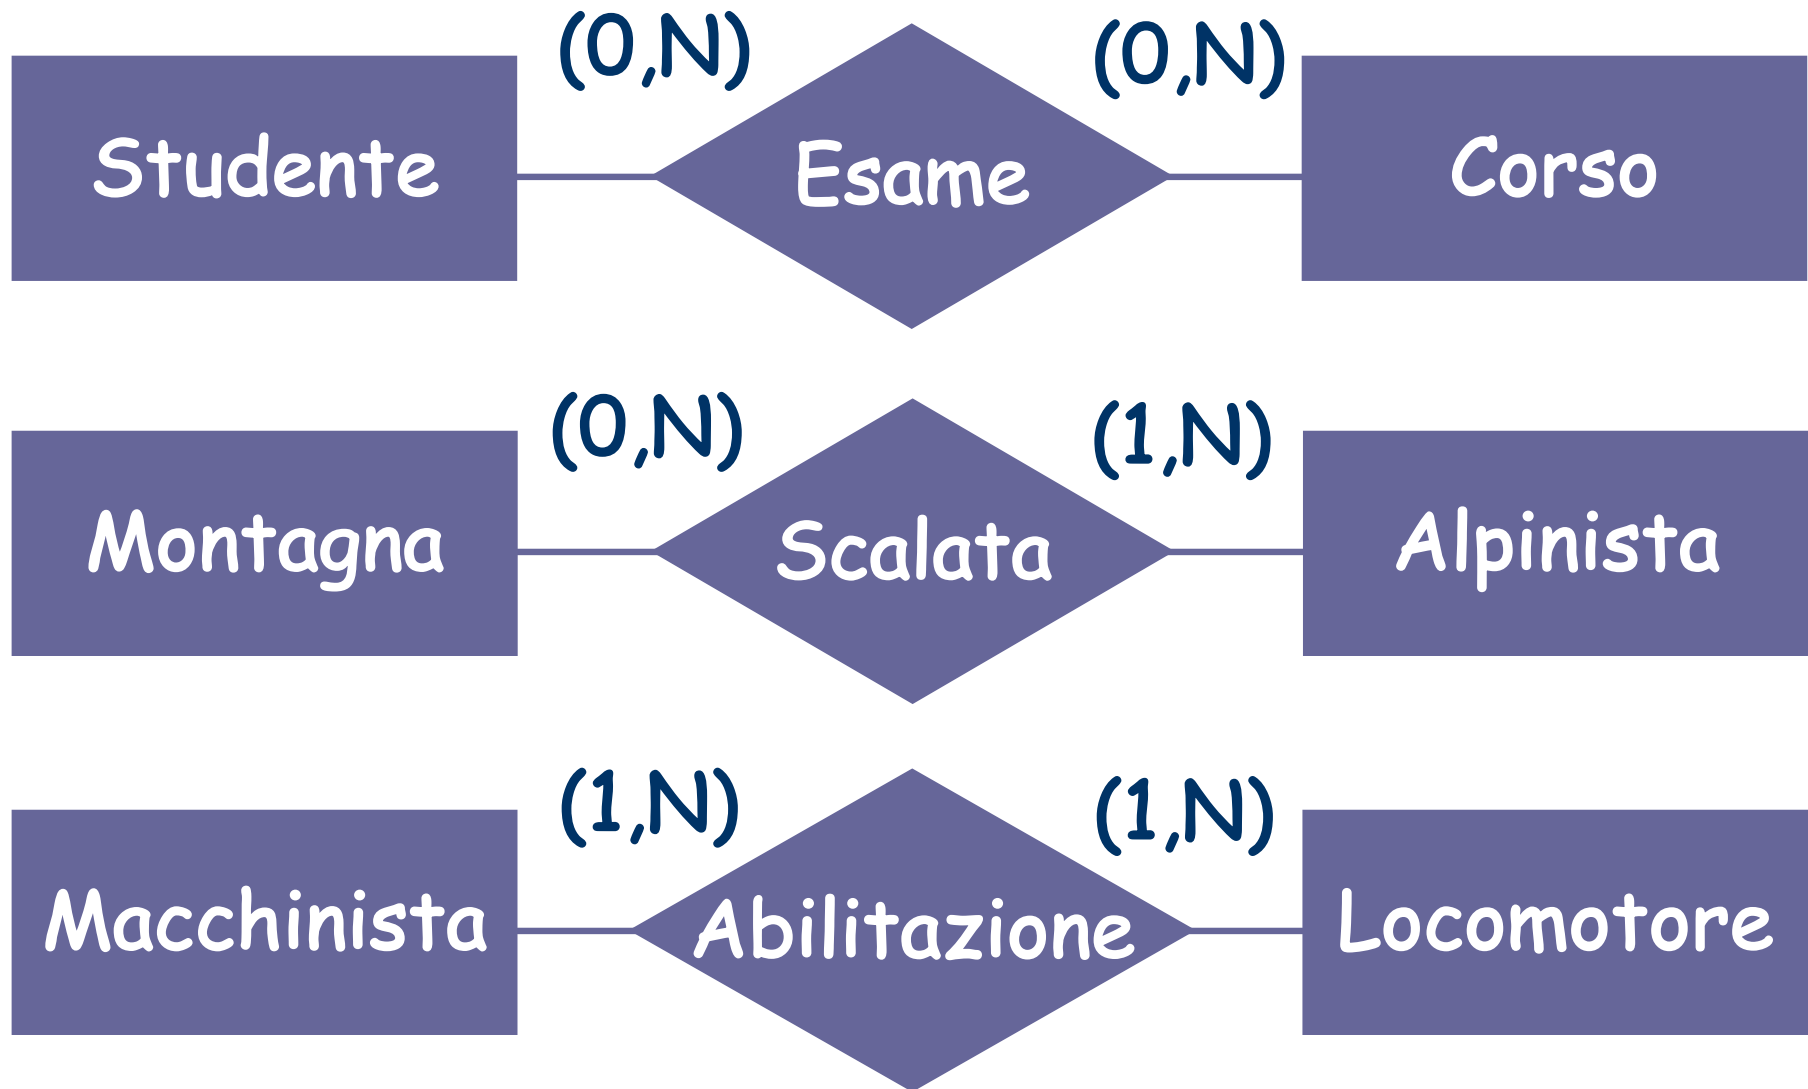 (0,N) (0,N)
Studente Esame Corso
(0,N) (1,N)
Montagna Scalata Alpinista
(1,N) (1,N)
Macchinista Abilitazione Locomotore